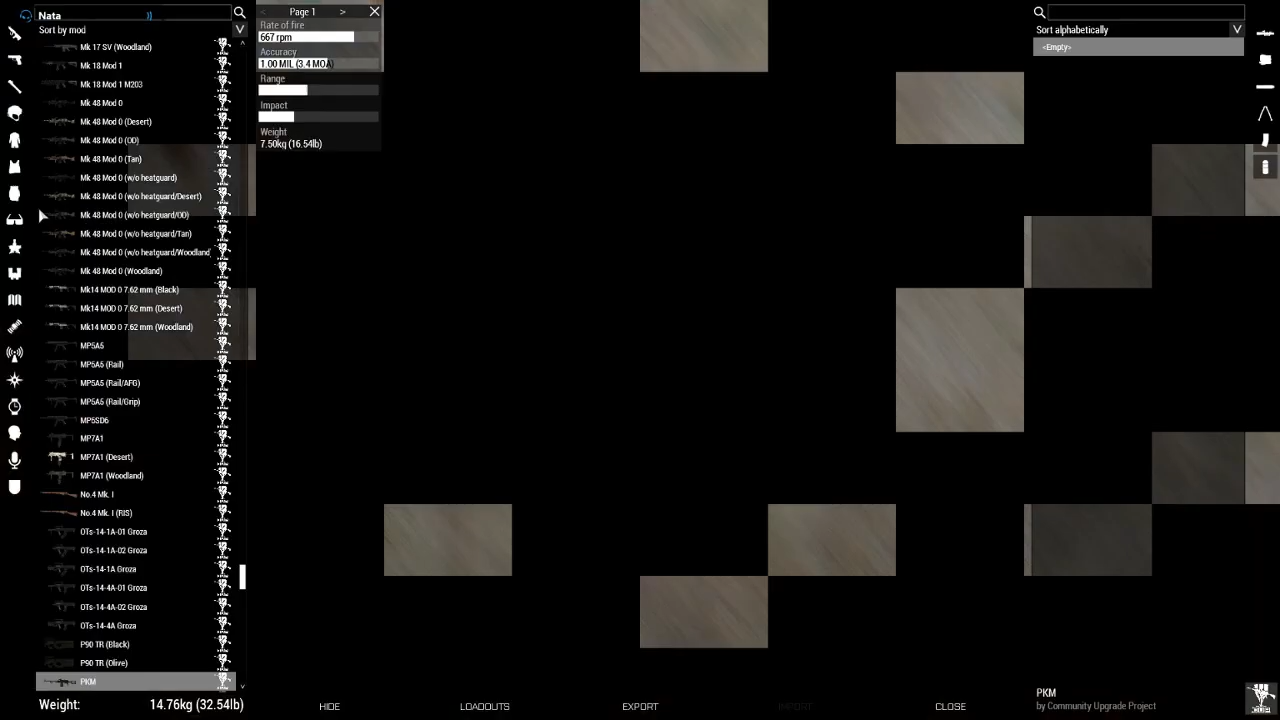 Nata
Sort by mod
Mk 17 SV (Woodland)
Mk 18 Mod 1
Mk 18 Mod 1 M203
Mk 48 Mod 0
Mk 48 Mod 0 (Desert)
Mk 48 Mod 0 (OD)
Mk 48 Mod 0 (Tan)
Mk 48 Mod 0 (w/o heatguard)
Mk 48 Mod 0 (w/o heatguard/Desert)
Mk 48 Mod 0 (w/o heatguard/OD)
Mk 48 Mod 0 (w/o heatguard/Tan)
Mk 48 Mod 0 (w/o heatguard/Woodland
Mk 48 Mod 0 (Woodland)
Mk14 MOD 0 7.62 mm (Black)
Mk14 MOD 0 7.62 mm (Desert)
Mk14 MOD 0 7.62 mm (Woodland)
MP5A5
MP5A5 (Rail)
MP5A5 (Rail/AFG)
MP5A5 (Rail/Grip)
MP5SD6
MP7A1
MP7A1 (Desert)
MP7A1 (Woodland)
No.4 Mk. I
No.4 Mk. I (RIS)
OTs-14-1A-01 Groza
OTs-14-1A-02 Groza
OTs-14-1A Groza
OTs-14-4A-01 Groza
OTs-14-4A-02 Groza
OTs-14-4A Groza
P90 TR (Black)
P90 TR (Olive)
PKM
Weight: 14.76kg (32.54lb)
< Page 1 >
Rate of fire
667 rpm
Accuracy
1.00 MIL (3.4 MOA)
Range
Impact
Weight
7.50kg (16.54lb)
Sort alphabetically
<Empty>
HIDE LOADOUTS EXPORT IMPORT CLOSE
PKM
by Community Upgrade Project